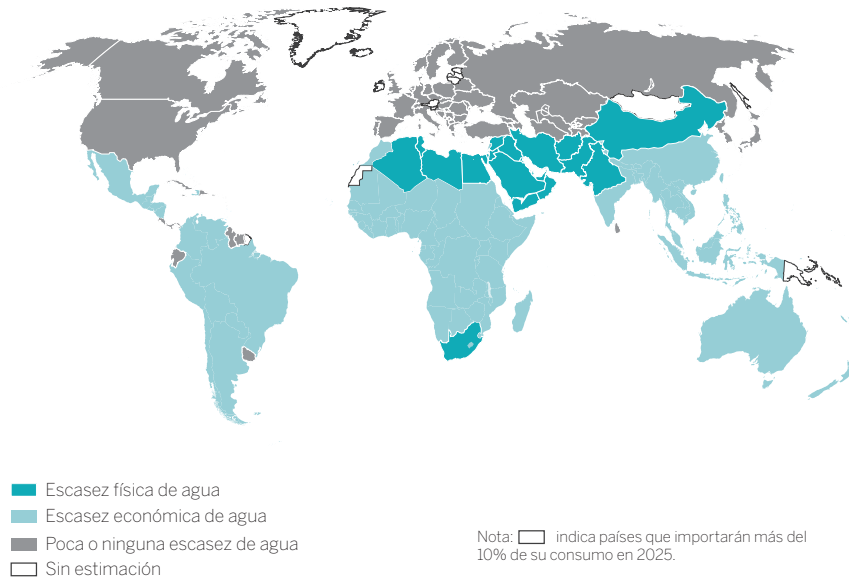 Escasez física de agua
Escasez económica de agua
Poca o ninguna escasez de agua
Sin estimación
Nota: indica países que importarán más del
10% de su consumo en 2025.